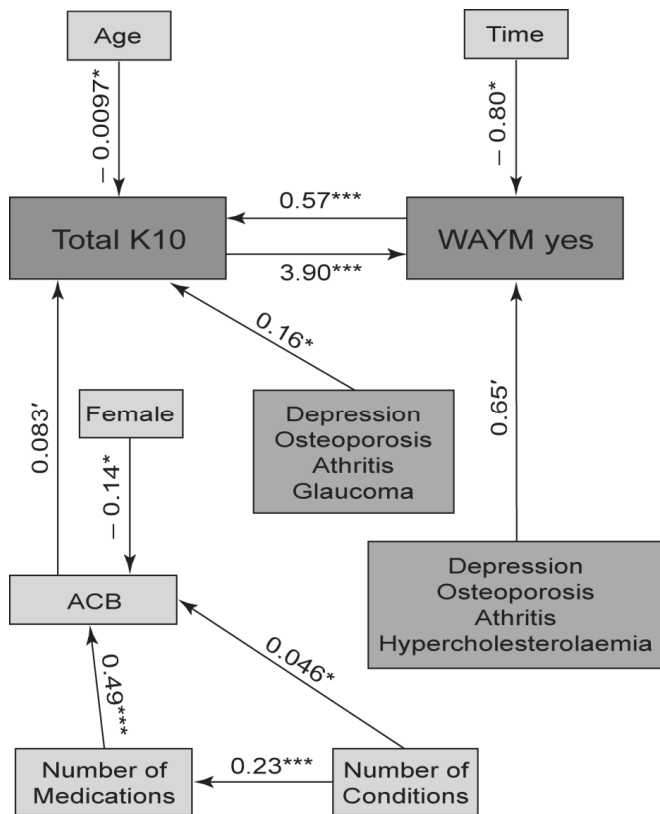 Age
Time
− 0.0097*
− 0.80*
0.57***
Total K10
WAYM yes
3.90***
0.16*
0.083′
Female
Depression
Osteoporosis
Athritis
Glaucoma
0.65′
− 0.14*
Depression
Osteoporosis
Athritis
Hypercholesterolaemia
ACB
0.046*
0.49***
Number of
Medications
0.23***
Number of
Conditions